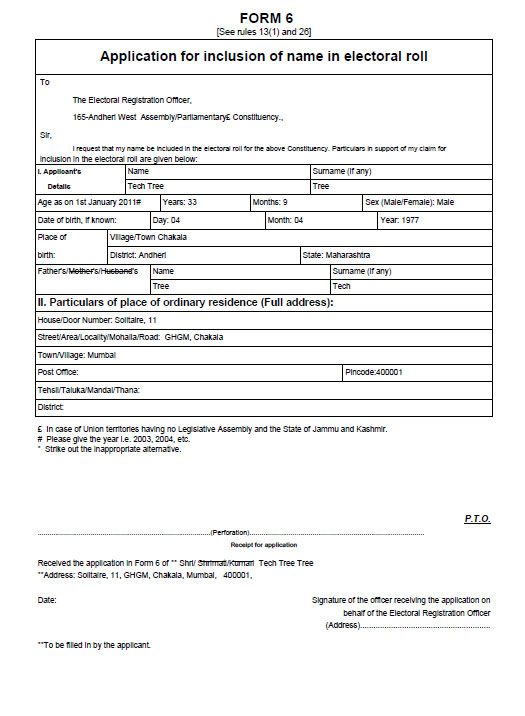 FORM 6
[See rules 13(1) and 26]
Application for inclusion of name in electoral roll
To
The Electoral Registration Officer,
165-Andheri West Assembly/Parliamentary£ Constituency.,
Sir,
I request that my name be included in the electoral roll for the above Constituency. Particulars in support of my claim for
inclusion in the electoral roll are given below:
I. Applicant's Name Surname (if any)
Details Tech Tree Tree
Age as on 1st January 2011# Years: 33 Months: 9 Sex (Male/Female): Male
Date of birth, if known: Day: 04 Month: 04 Year: 1977
Place of Village/Town Chakala
birth: District: Andheri State: Maharashtra
Father's/Mother's/Husband's Name Surname (if any)
Tree Tech
II. Particulars of place of ordinary residence (Full address):
House/Door Number: Solitaire, 11
Street/Area/Locality/Mohalla/Road: GHGM, Chakala
Town/Village: Mumbai
Post Office: Pincode:400001
Tehsil/Taluka/Mandal/Thana:
District:
£ In case of Union territories having no Legislative Assembly and the State of Jammu and Kashmir.
# Please give the year i.e. 2003, 2004, etc.
* Strike out the inappropriate alternative.
P.T.O.
(Perforation)
Receipt for application
Received the application in Form 6 of ** Shri/ Shrimati/Kumari Tech Tree Tree
**Address: Solitaire, 11, GHGM, Chakala, Mumbai, 400001,
Date: Signature of the officer receiving the application on
behalf of the Electoral Registration Officer
(Address)
**To be filled in by the applicant.